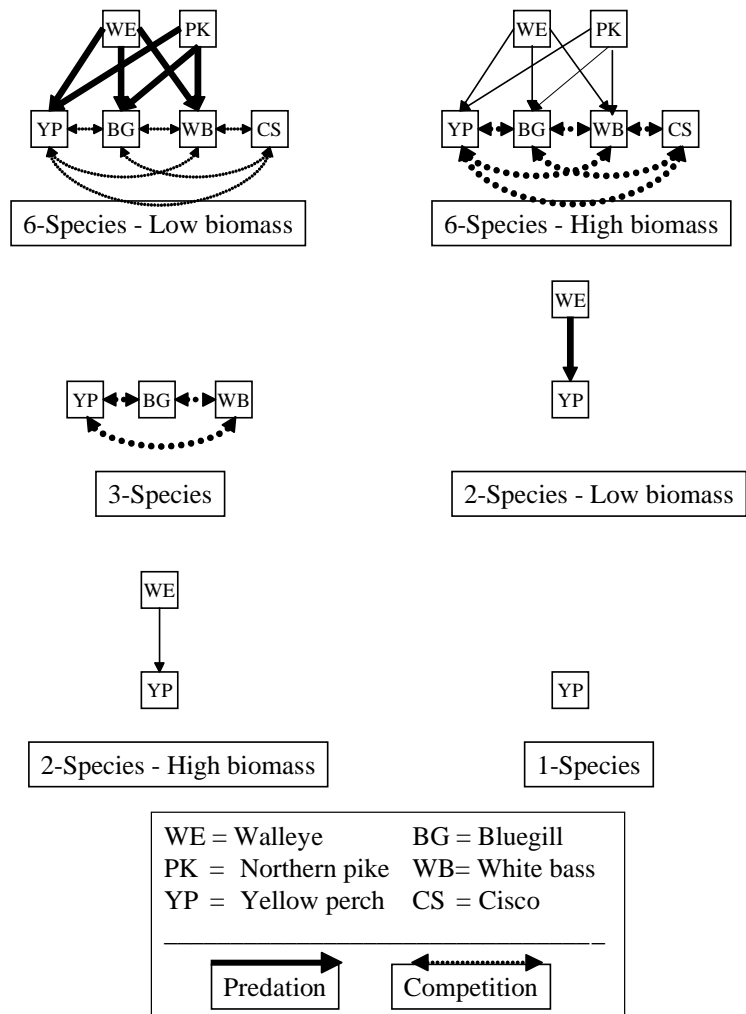 WE PK
YP BG WB CS
6-Species - Low biomass
WE PK
YP BG WB CS
6-Species - High biomass
YP BG WB
3-Species
WE
YP
2-Species - Low biomass
WE
YP
2-Species - High biomass
YP
1-Species
WE = Walleye BG = Bluegill
PK = Northern pike WB= White bass
YP = Yellow perch CS = Cisco
Predation Competition